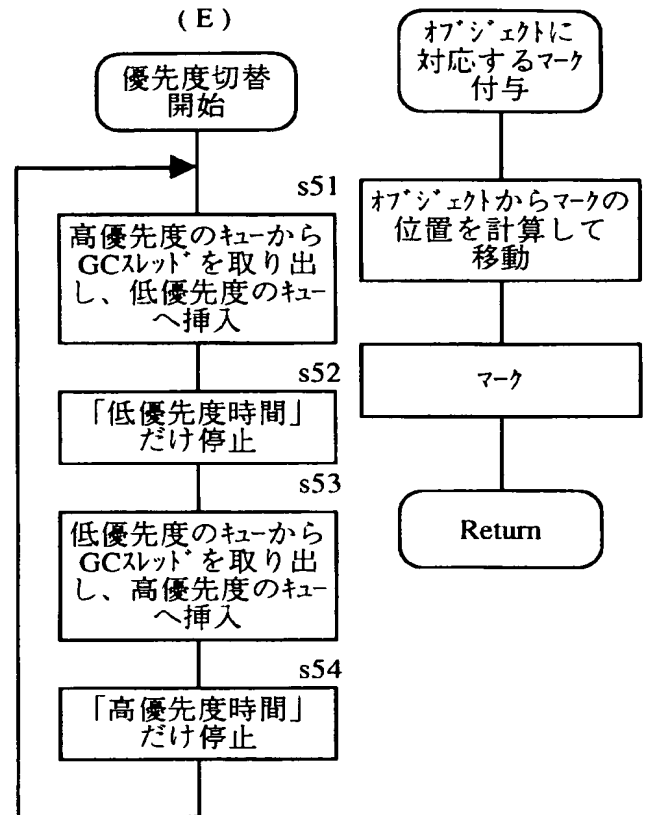 (E)
優先度切替
開始
s51
高優先度のｷｭｰから
GCｽﾚｯﾄﾞを取り出
し、低優先度のｷｭｰ
へ挿入
s52
「低優先度時間」
だけ停止
s53
低優先度のｷｭｰから
GCｽﾚｯﾄﾞを取り出
し、高優先度のｷｭｰ
へ挿入
s54
「高優先度時間」
だけ停止
ｵﾌﾞｼﾞｪｸﾄに
対応するﾏｰｸ
付与
ｵﾌﾞｼﾞｪｸﾄからﾏｰｸの
位置を計算して
移動
ﾏｰｸ
Return